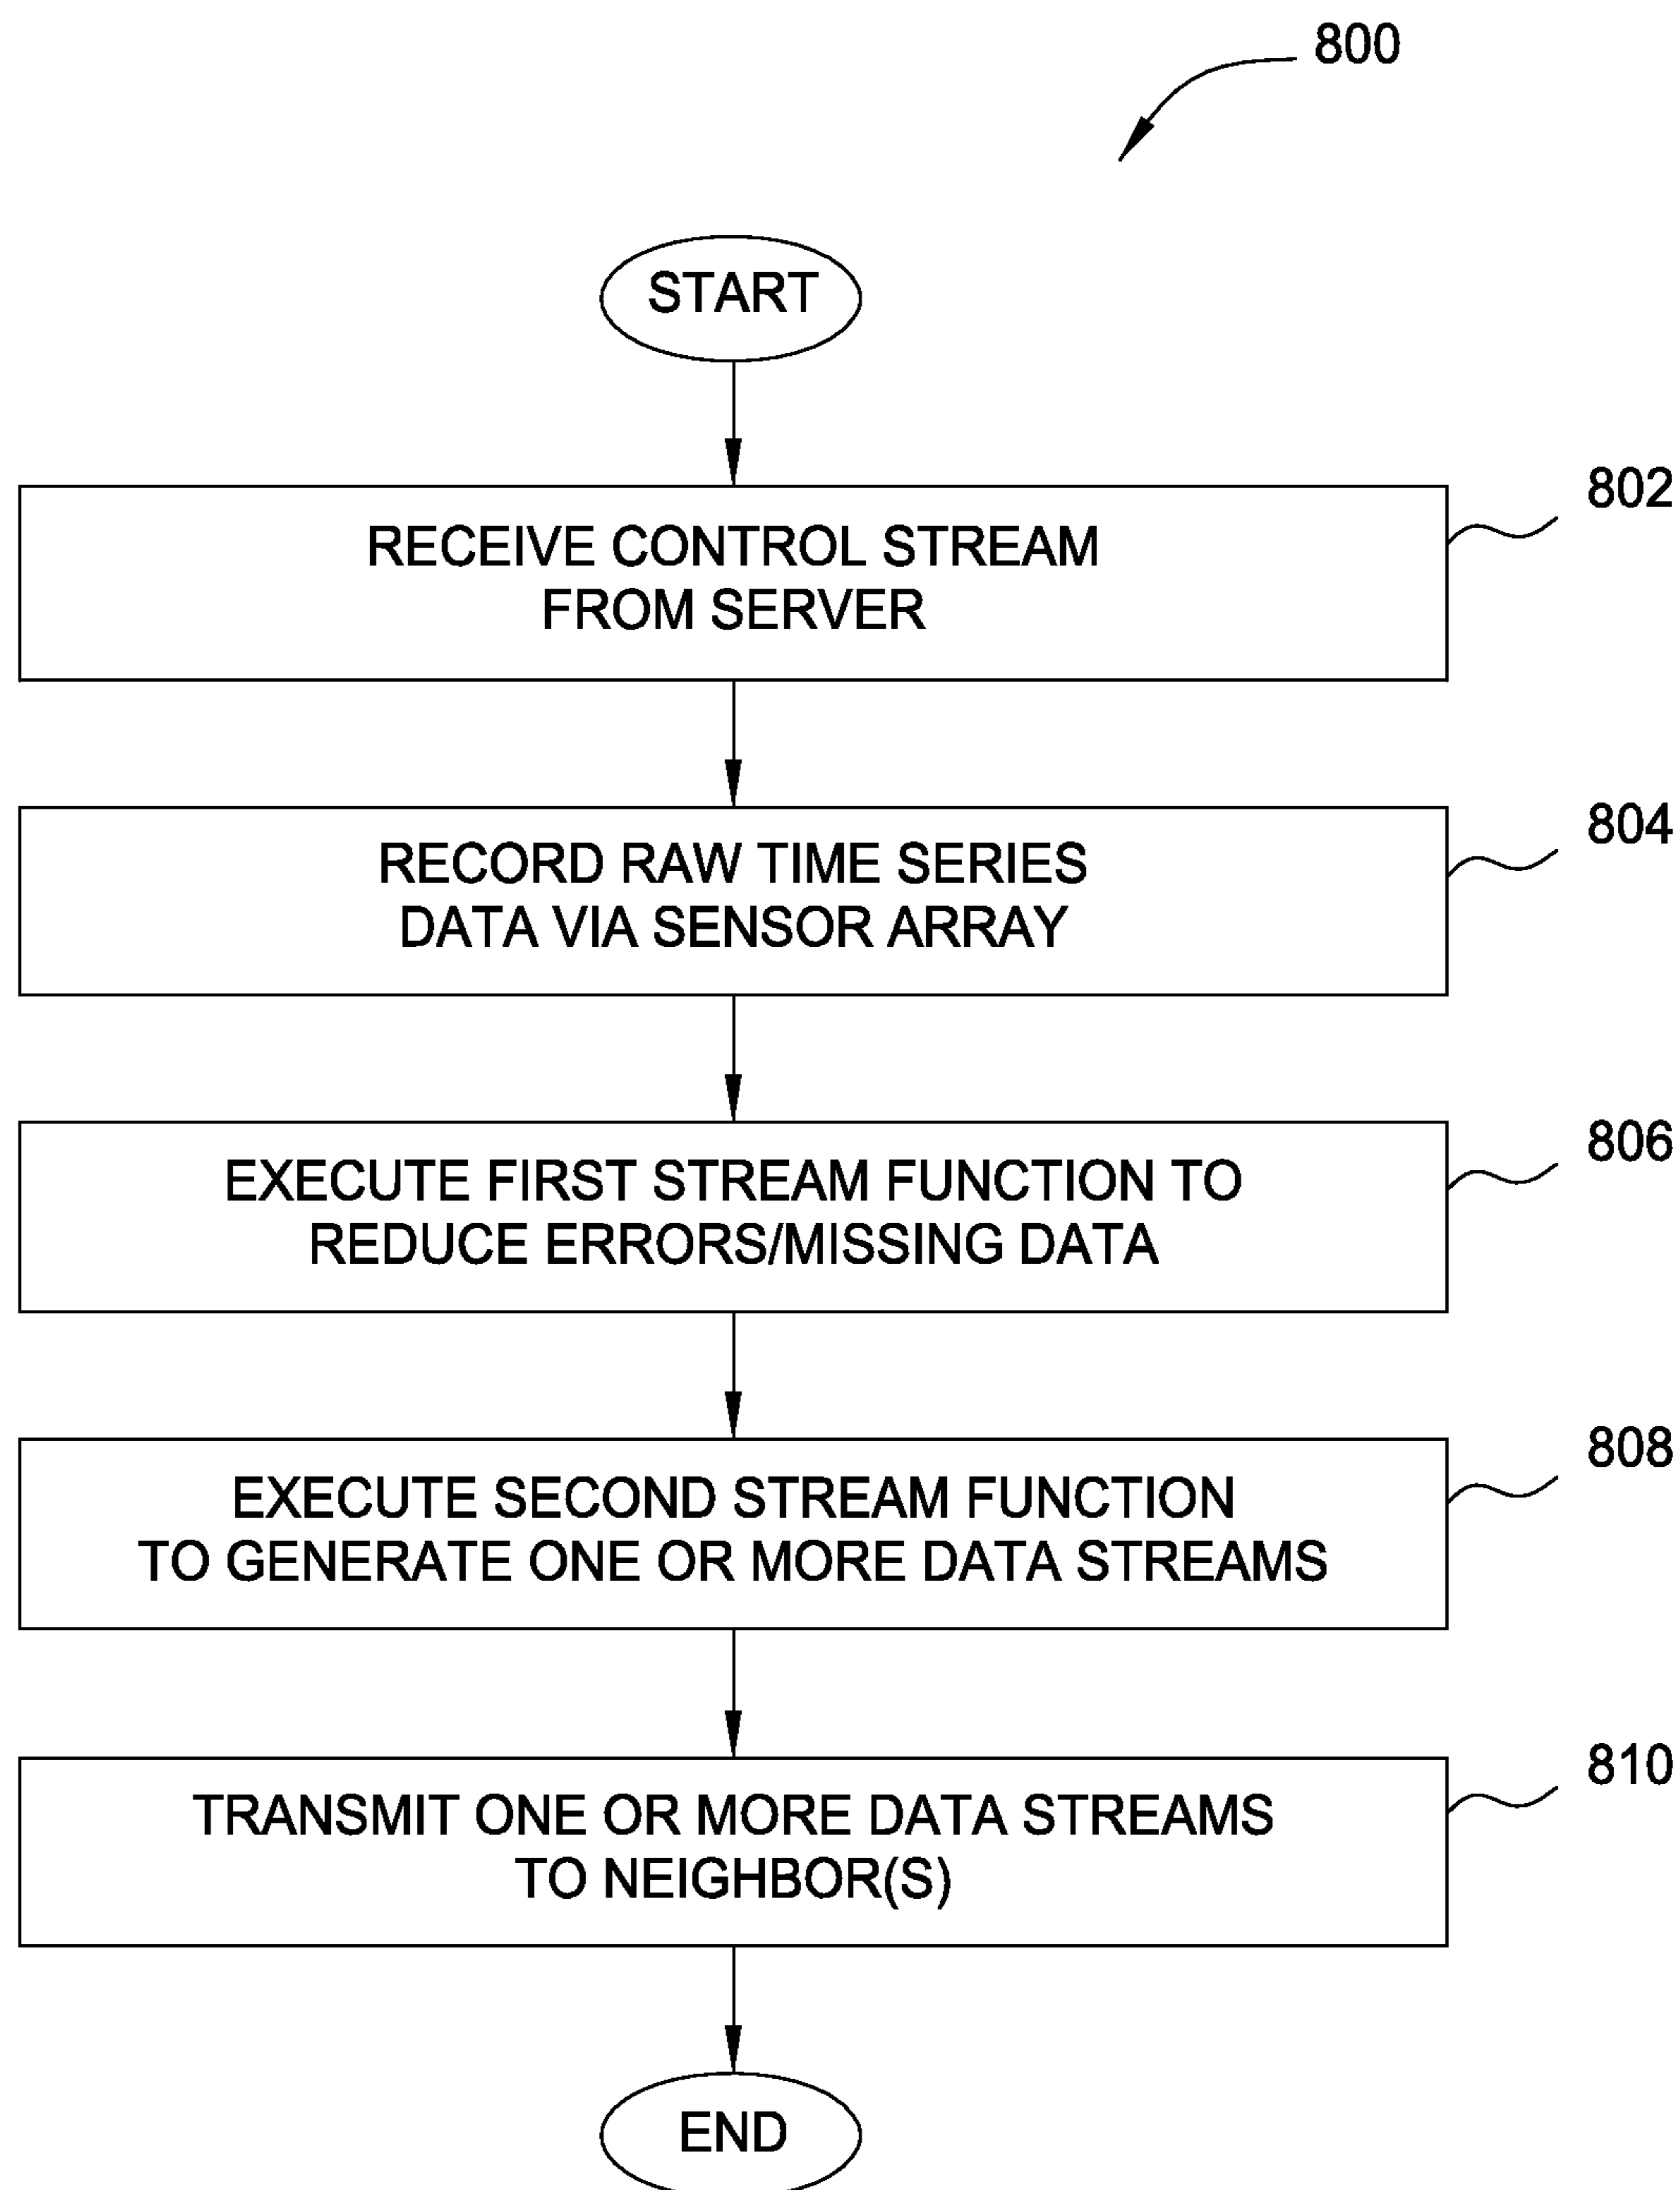 800
START
802
RECEIVE CONTROL STREAM
FROM SERVER
804
RECORD RAW TIME SERIES
DATA VIA SENSOR ARRAY
806
EXECUTE FIRST STREAM FUNCTION TO
REDUCE ERRORS/MISSING DATA
808
EXECUTE SECOND STREAM FUNCTION
TO GENERATE ONE OR MORE DATA STREAMS
810
TRANSMIT ONE OR MORE DATA STREAMS
TO NEIGHBOR(S)
END